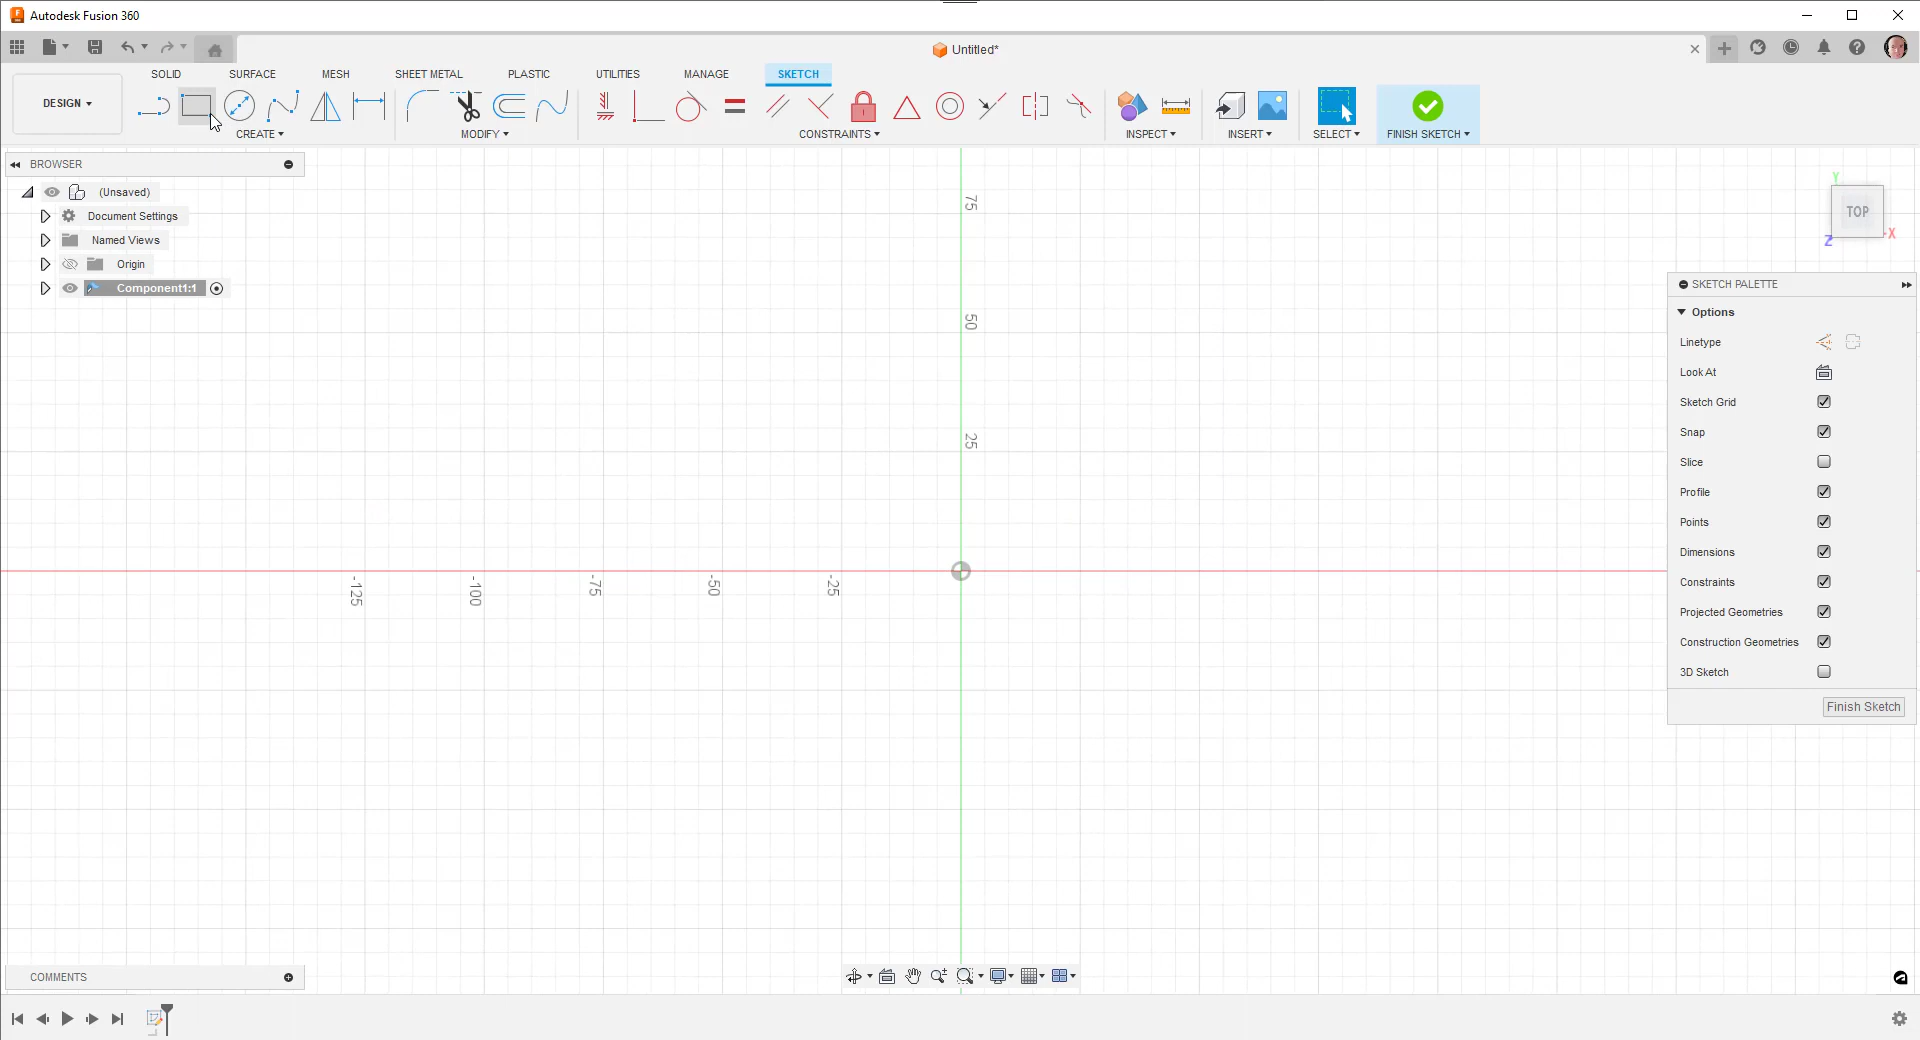 Autodesk Fusion 360
Untitled*
SOLID SURFACE MESH SHEET METAL PLASTIC UTILITIES MANAGE SKETCH
DESIGN
CREATE MODIFY CONSTRAINTS INSPECT INSERT SELECT FINISH SKETCH
BROWSER
(Unsaved)
Document Settings
Named Views
Origin
Component1:1
75
50
25
-125
-100
-75
-50
-25
Y
TOP
Z
X
SKETCH PALETTE
Options
Linetype
Look At
Sketch Grid
Snap
Slice
Profile
Points
Dimensions
Constraints
Projected Geometries
Construction Geometries
3D Sketch
Finish Sketch
COMMENTS